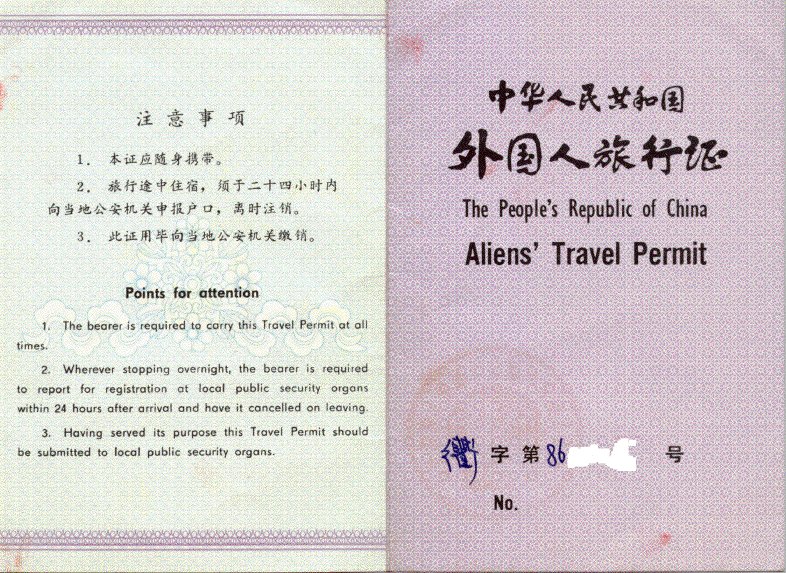 注意事项
1. 本证应随身携带。
2. 旅行途中住宿，须于二十四小时内
向当地公安机关申报户口，离时注销。
3. 此证用毕向当地公安机关缴销。
Points for attention
1. The bearer is required to carry this Travel Permit at all
times.
2. Wherever stopping overnight, the bearer is required
to report for registration at local public security organs
within 24 hours after arrival and have it cancelled on leaving.
3. Having served its purpose this Travel Permit should
be submitted to local public security organs.
中华人民共和国
外国人旅行证
The People's Republic of China
Aliens' Travel Permit
字第86 号
No.